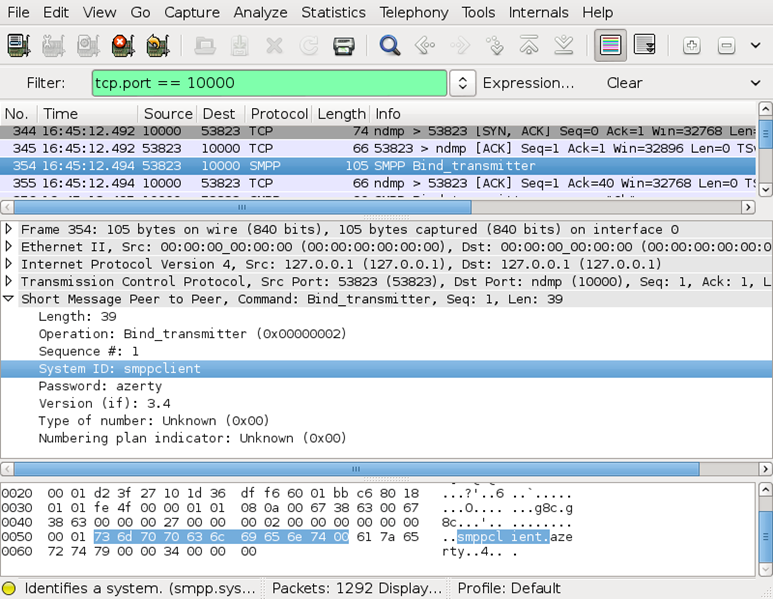 File Edit View Go Capture Analyze Statistics Telephony Tools Internals Help
Filter: tcp.port == 10000 Expression... Clear
No. Time Source Dest Protocol Length Info
344 16:45:12.492 10000 53823 TCP 74 ndmp > 53823 [SYN, ACK] Seq=0 Ack=1 Win=32768 Len=
345 16:45:12.492 53823 10000 TCP 66 53823 > ndmp [ACK] Seq=1 Ack=1 Win=32896 Len=0 TSv
354 16:45:12.494 53823 10000 SMPP 105 SMPP Bind_transmitter
355 16:45:12.494 10000 53823 TCP 66 ndmp > 53823 [ACK] Seq=1 Ack=40 Win=32768 Len=0 TS
Frame 354: 105 bytes on wire (840 bits), 105 bytes captured (840 bits) on interface 0
Ethernet II, Src: 00:00:00_00:00:00 (00:00:00:00:00:00), Dst: 00:00:00_00:00:00 (00:00:00:00:00:0
Internet Protocol Version 4, Src: 127.0.0.1 (127.0.0.1), Dst: 127.0.0.1 (127.0.0.1)
Transmission Control Protocol, Src Port: 53823 (53823), Dst Port: ndmp (10000), Seq: 1, Ack: 1, L
Short Message Peer to Peer, Command: Bind_transmitter, Seq: 1, Len: 39
Length: 39
Operation: Bind_transmitter (0x00000002)
Sequence #: 1
System ID: smppclient
Password: azerty
Version (if): 3.4
Type of number: Unknown (0x00)
Numbering plan indicator: Unknown (0x00)
0020 00 01 d2 3f 27 10 1d 36 df f6 60 01 bb c6 80 18 ...?'..6 ..`.....
0030 01 01 fe 4f 00 00 01 01 08 0a 00 67 38 63 00 67 ...O.... ...g8c.g
0040 38 63 00 00 00 27 00 00 00 02 00 00 00 00 00 00 8c...'.. ........
0050 00 01 73 6d 70 70 63 6c 69 65 6e 74 00 61 7a 65 ..smppcl ient.aze
0060 72 74 79 00 00 34 00 00 00 rty..4.. .
Identifies a system. (smpp.sys... Packets: 1292 Display... Profile: Default